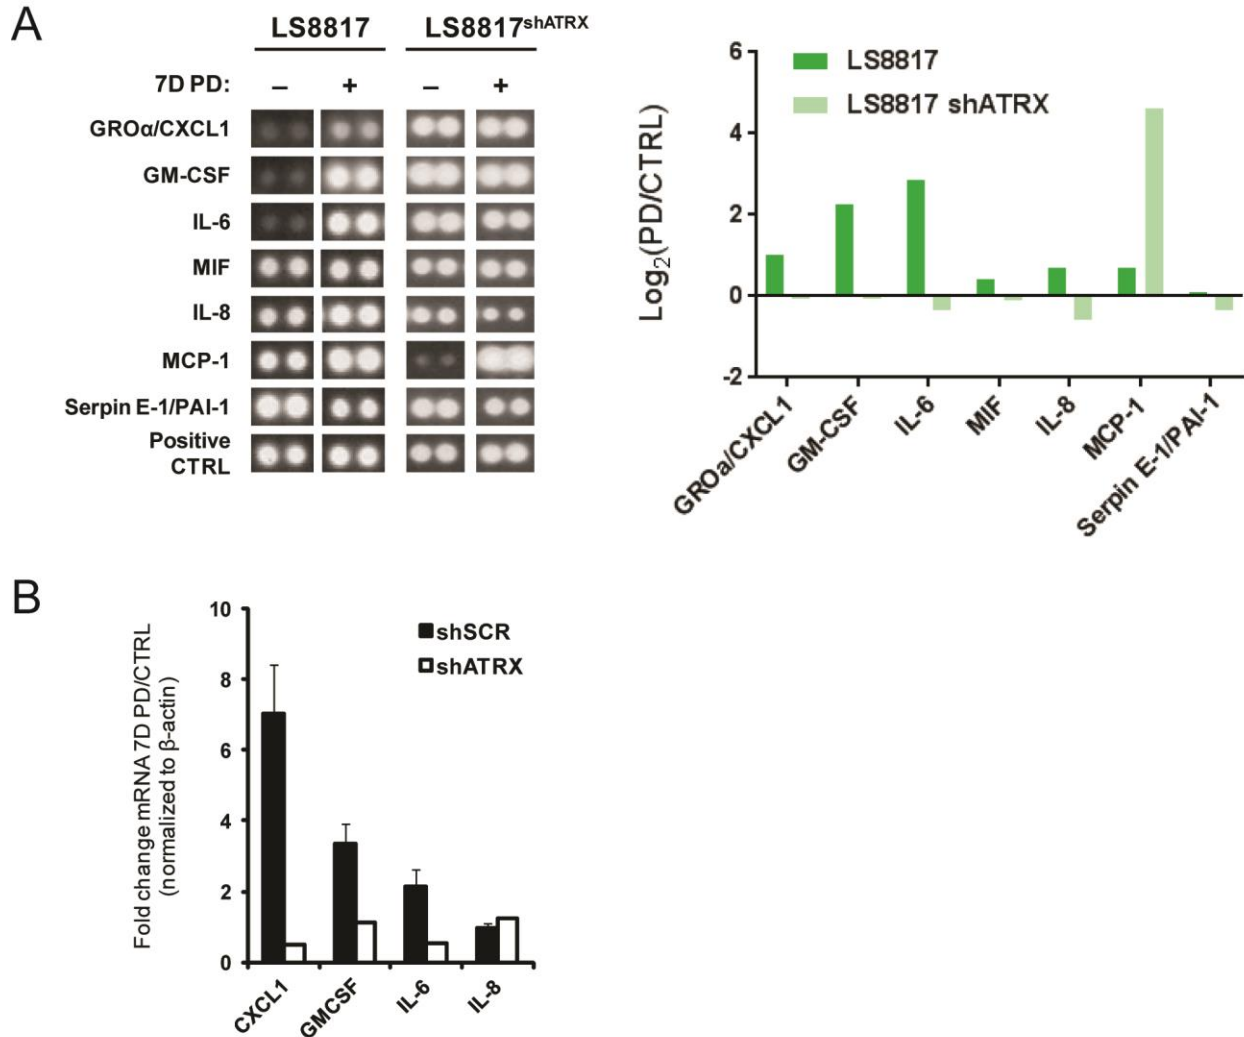 A
LS8817 LS8817shATRX
7D PD: – + – +
GROα/CXCL1
GM-CSF
IL-6
MIF
IL-8
MCP-1
Serpin E-1/PAI-1
Positive
CTRL
Log2(PD/CTRL)
6
4
2
0
-2
LS8817
LS8817 shATRX
GROa/CXCL1
GM-CSF
IL-6
MIF
IL-8
MCP-1
Serpin E-1/PAI-1
B
Fold change mRNA 7D PD/CTRL
(normalized to β-actin)
10
8
6
4
2
0
shSCR
shATRX
CXCL1
GMCSF
IL-6
IL-8